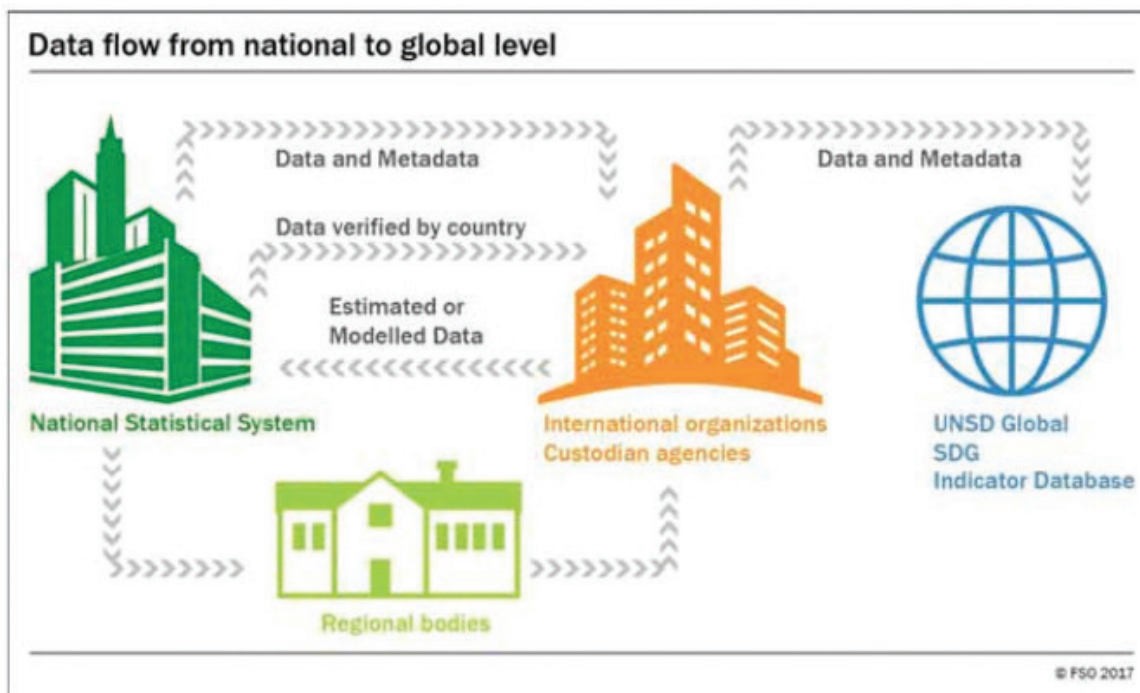 Data flow from national to global level
Data and Metadata
Data and Metadata
Data verified by country
Estimated or
Modelled Data
National Statistical System
International organizations
Custodian agencies
UNSD Global
SDG
Indicator Database
Regional bodies
© FSO 2017